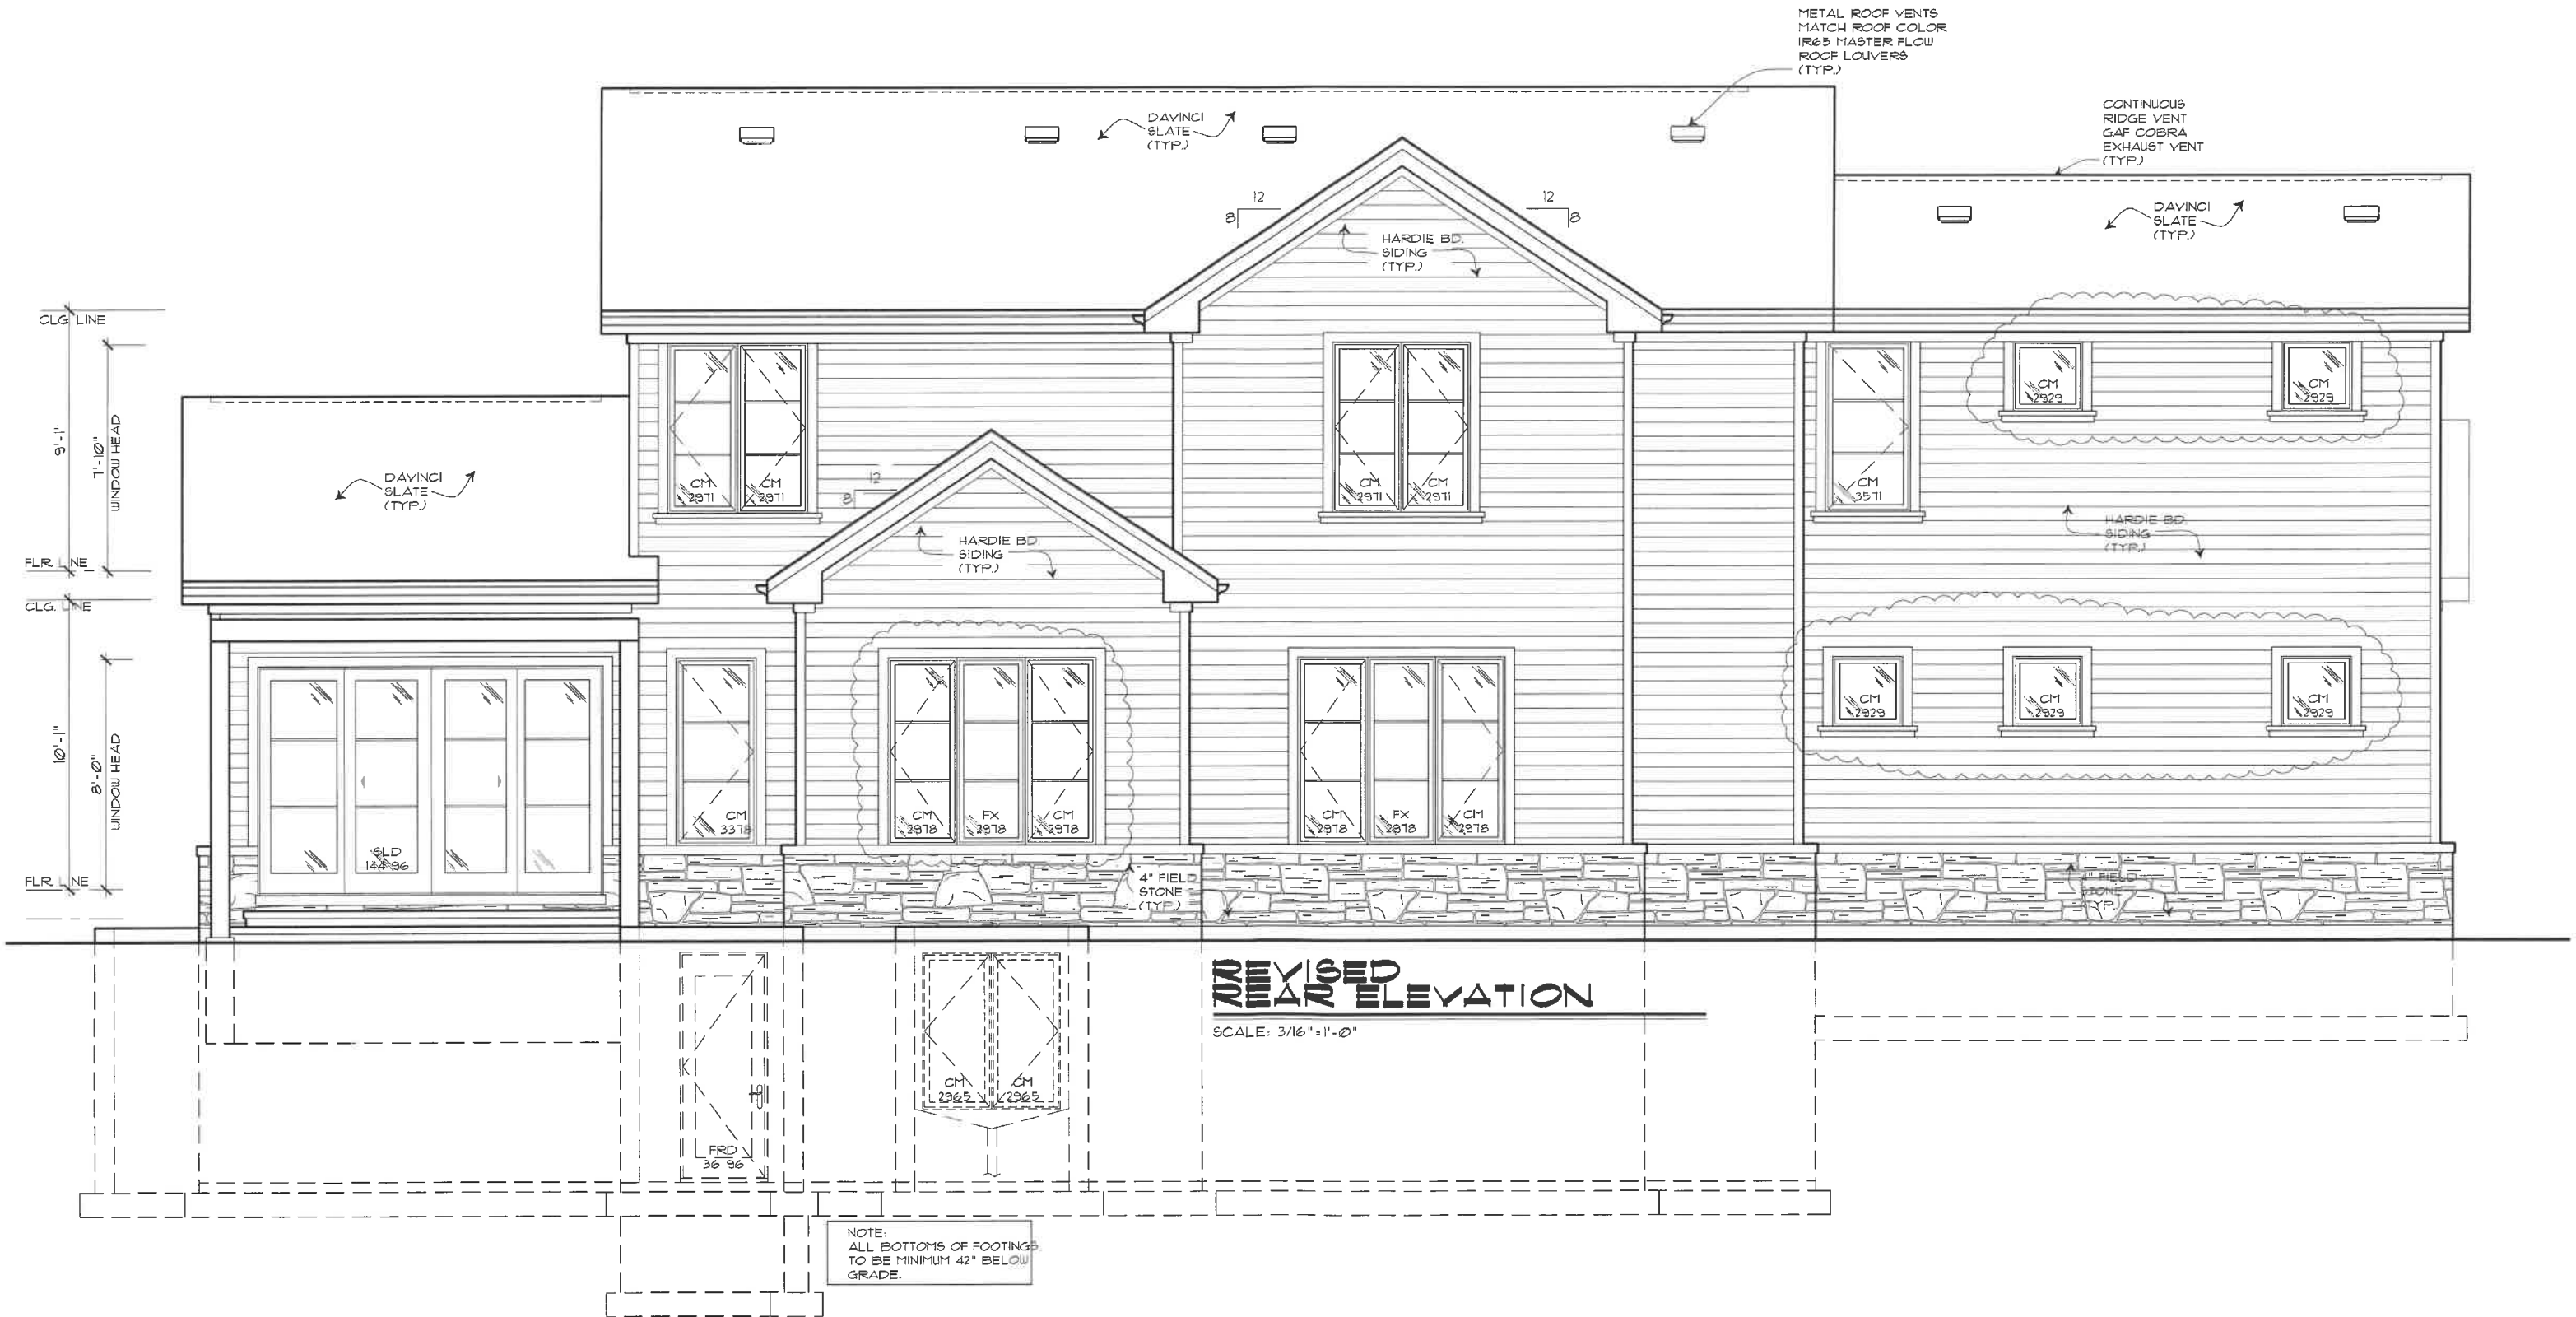 METAL ROOF VENTS
MATCH ROOF COLOR
IR65 MASTER FLOW
ROOF LOUVERS
(TYP.)
CONTINUOUS
RIDGE VENT
GAF COBRA
EXHAUST VENT
(TYP.)
DAVINCI
SLATE
(TYP.)
12
8
12
8
DAVINCI
SLATE
(TYP.)
HARDIE BD.
SIDING
(TYP.)
CLG LINE
9'-1"
7'-10"
WINDOW HEAD
FLR. LINE
CM
2929
CM
2929
DAVINCI
SLATE
(TYP.)
CM
2971
CM
2971
12
8
CM
2971
CM
2971
CM
3571
HARDIE BD.
SIDING
(TYP.)
HARDIE BD.
SIDING
(TYP.)
CLG. LINE
10'-1"
8'-0"
WINDOW HEAD
FLR. LINE
CM
2929
CM
2929
CM
2929
SLD
144 96
CM
3378
CM
2978
FX
2978
CM
2978
CM
2978
FX
2978
CM
2978
4" FIELD
STONE
(TYP.)
4" FIELD
STONE
(TYP.)
REVISED
REAR ELEVATION
SCALE: 3/16"=1'-0"
CM
2965
CM
2965
FRD
36 96
NOTE:
ALL BOTTOMS OF FOOTINGS
TO BE MINIMUM 42" BELOW
GRADE.